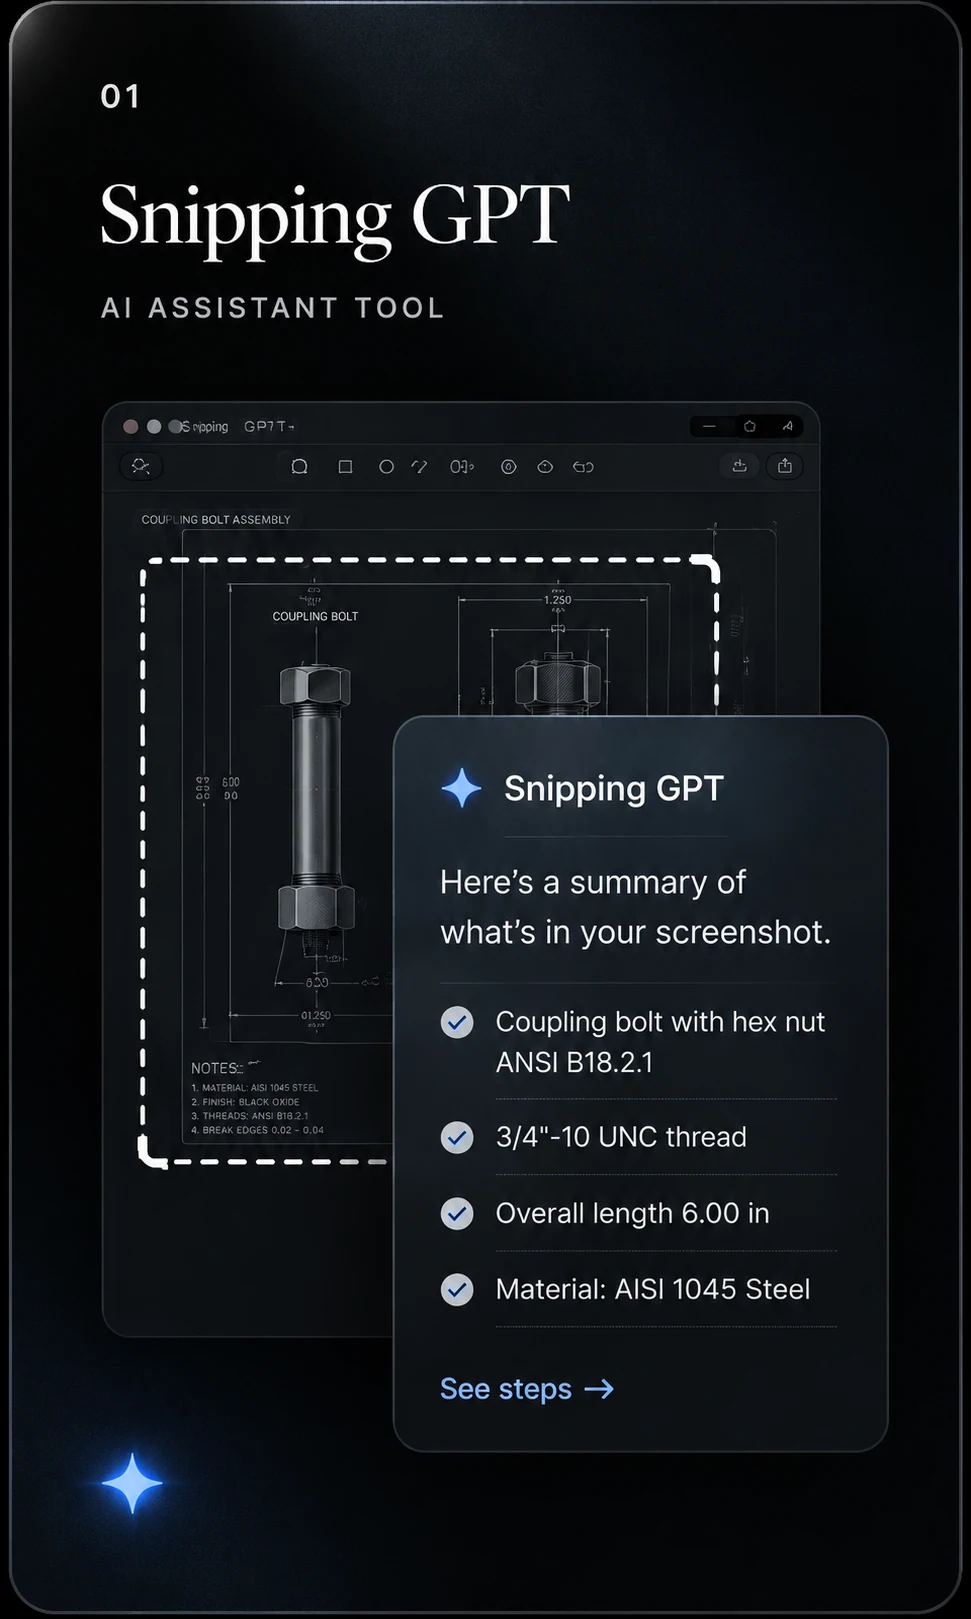 01
Snipping GPT
AI ASSISTANT TOOL
COUPLING BOLT ASSEMBLY
COUPLING BOLT
1.250
01.250
NOTES:
1. MATERIAL: AISI 1045 STEEL
2. FINISH: BLACK OXIDE
3. THREADS: ANSI B18.2.1
4. BREAK EDGES 0.02 - 0.04
Snipping GPT
Here's a summary of
what's in your screenshot.
Coupling bolt with hex nut
ANSI B18.2.1
3/4"-10 UNC thread
Overall length 6.00 in
Material: AISI 1045 Steel
See steps →